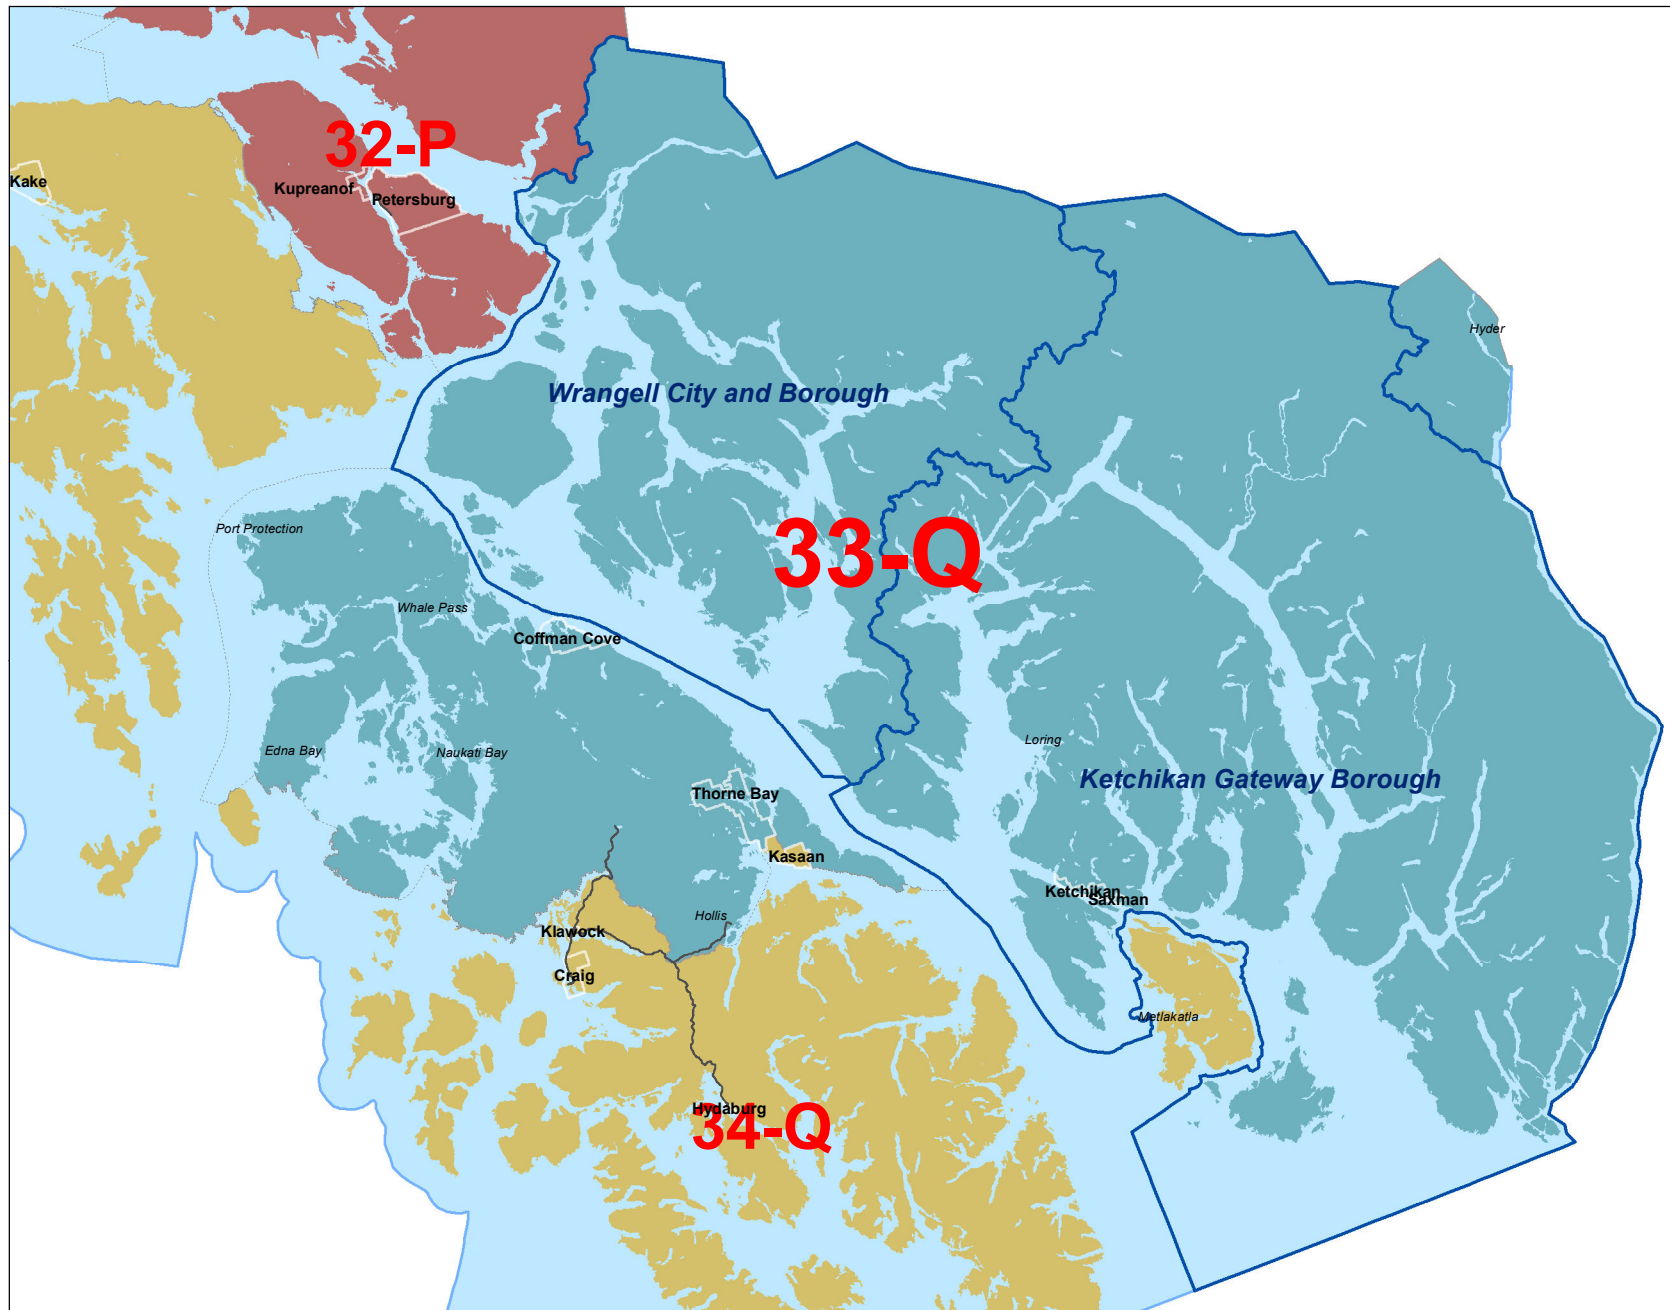 32-P
Kake
Kupreanof
Petersburg
Hyder
Wrangell City and Borough
Port Protection
33-Q
Whale Pass
Coffman Cove
Loring
Edna Bay
Naukati Bay
Ketchikan Gateway Borough
Thorne Bay
Kasaan
Ketchikan
Saxman
Hollis
Klawock
Craig
Metlakatla
Hydaburg
34-Q